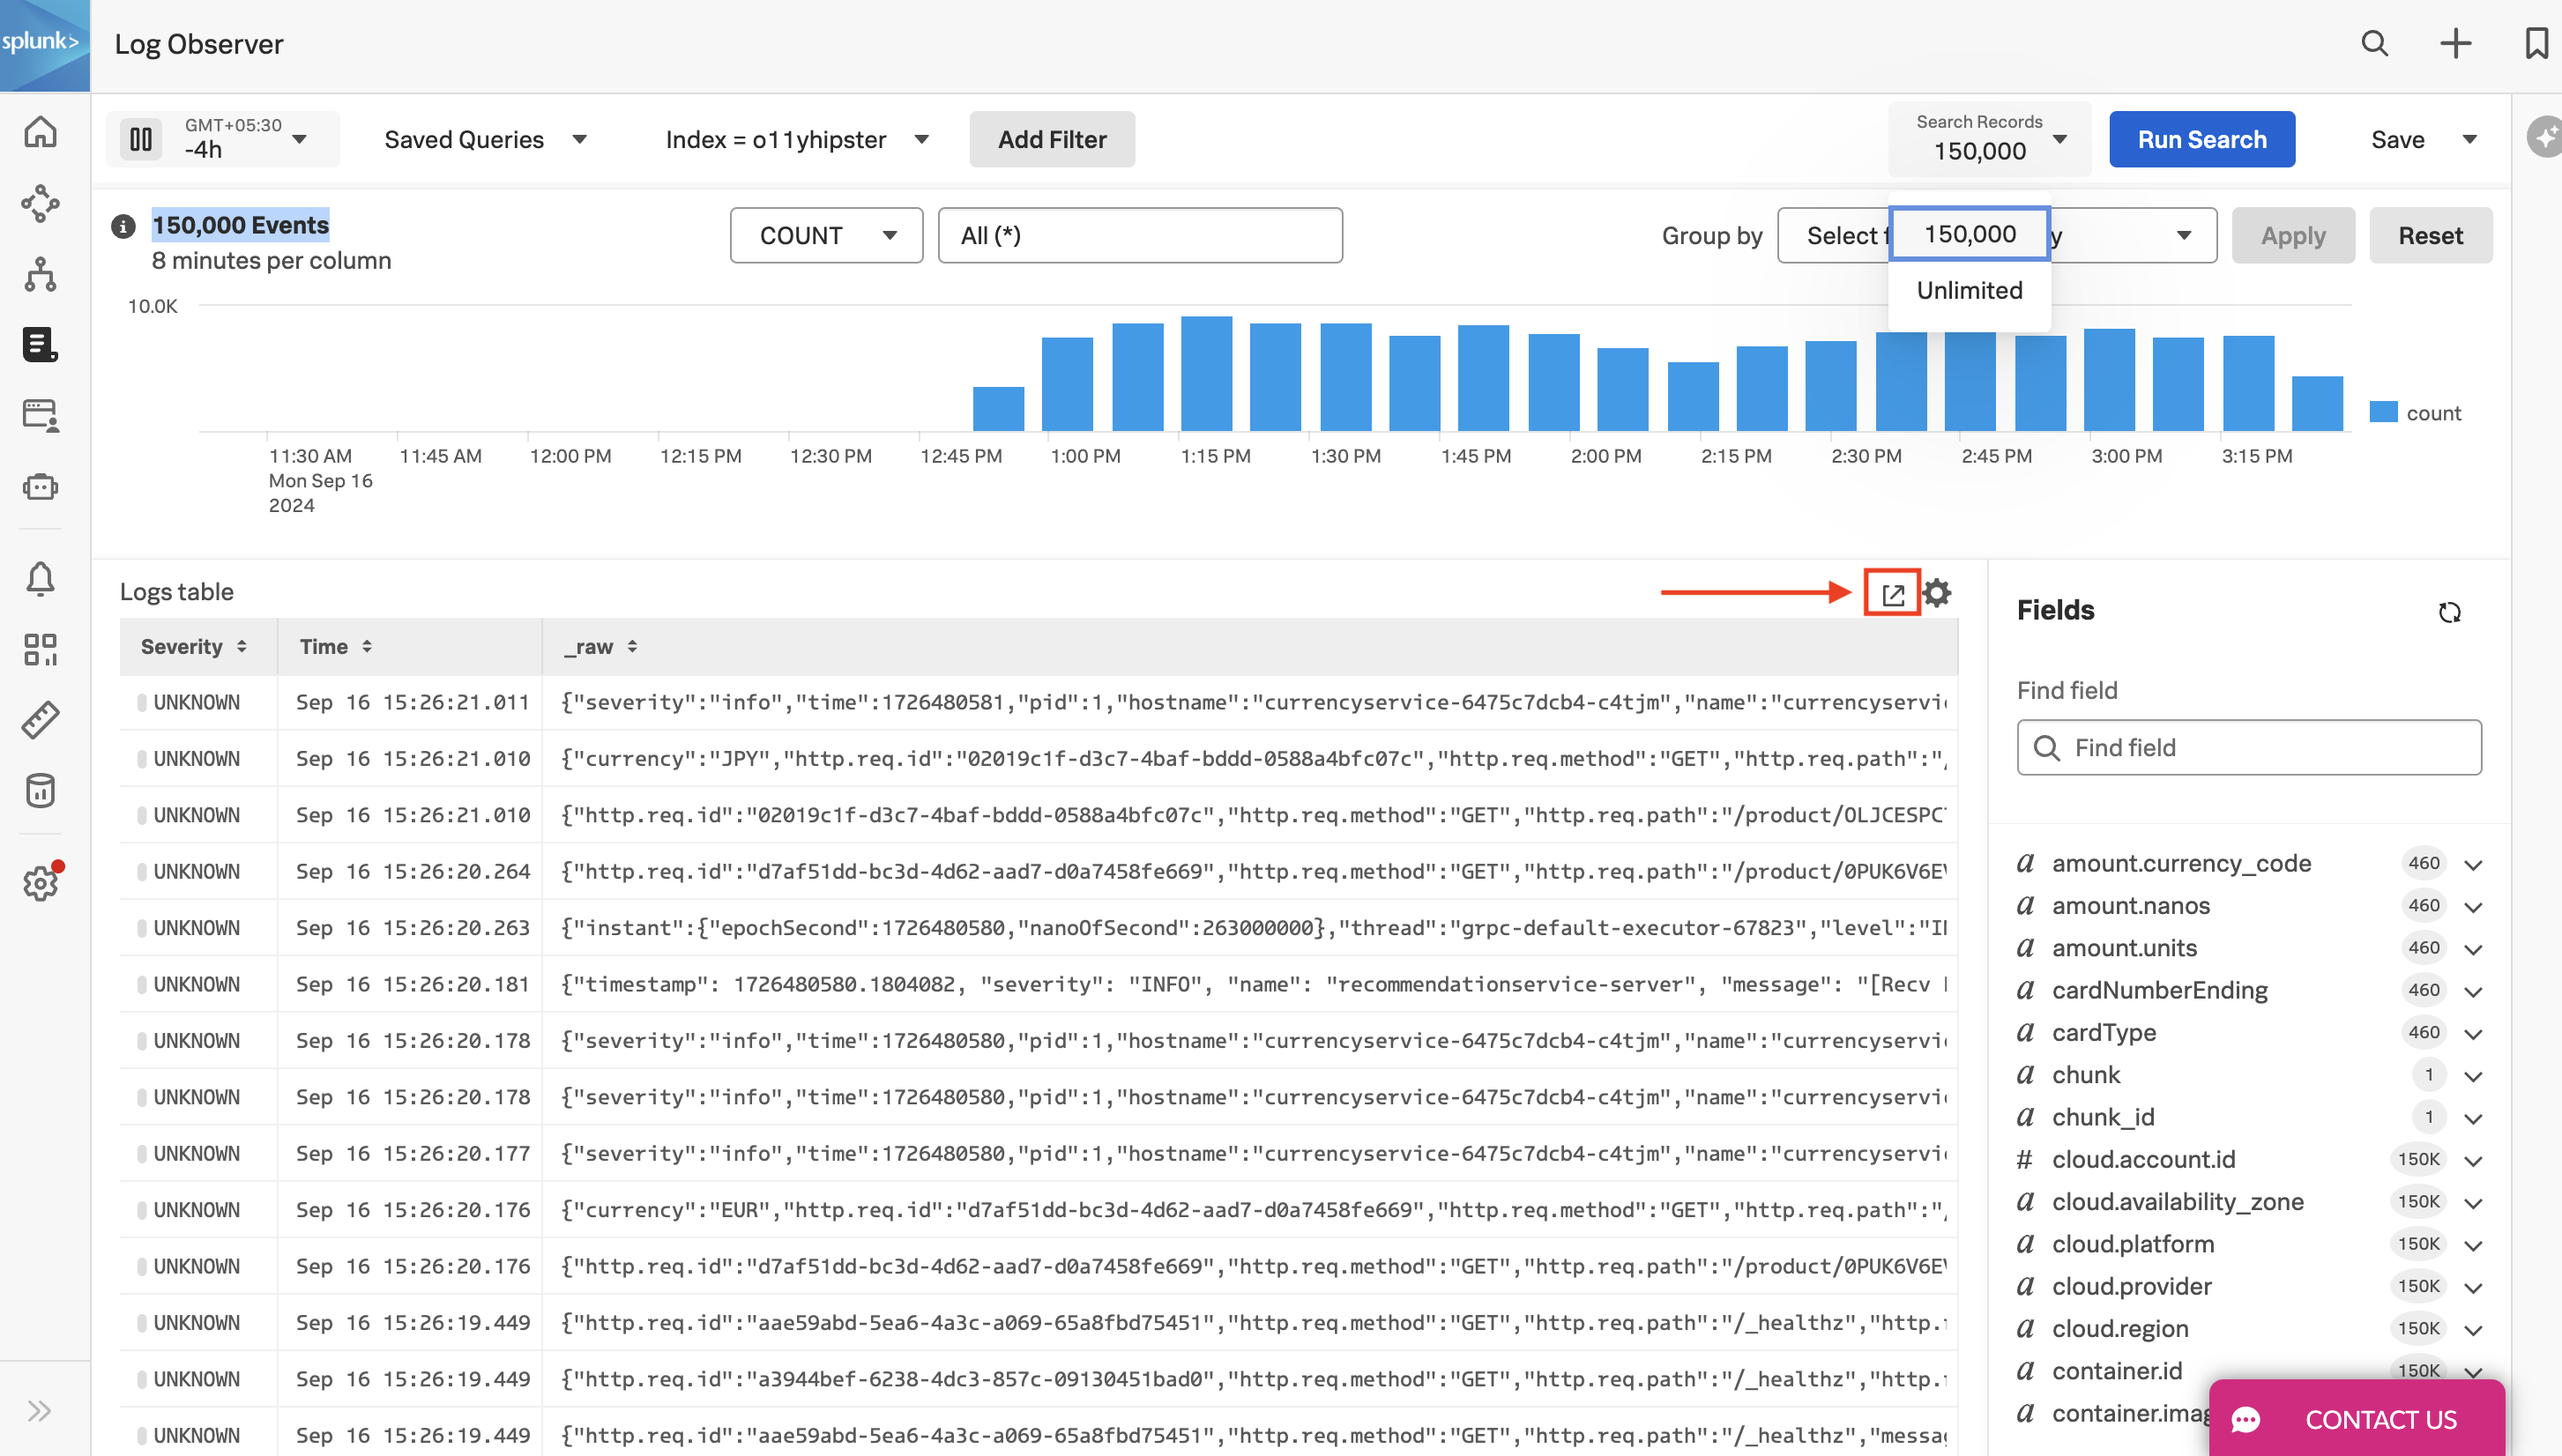 splunk>
Log Observer
GMT+05:30
-4h
Saved Queries
Index = o11yhipster
Add Filter
Search Records
150,000
Run Search
Save
150,000 Events
8 minutes per column
COUNT
All (*)
Group by
Select
y
150,000
Unlimited
Apply
Reset
10.0K
count
11:30 AM 11:45 AM 12:00 PM 12:15 PM 12:30 PM 12:45 PM 1:00 PM 1:15 PM 1:30 PM 1:45 PM 2:00 PM 2:15 PM 2:30 PM 2:45 PM 3:00 PM 3:15 PM
Mon Sep 16
2024
Logs table
Severity Time _raw
UNKNOWN Sep 16 15:26:21.011 {"severity":"info","time":1726480581,"pid":1,"hostname":"currencyservice-6475c7dcb4-c4tjm","name":"currencyservi
UNKNOWN Sep 16 15:26:21.010 {"currency":"JPY","http.req.id":"02019c1f-d3c7-4baf-bddd-0588a4bfc07c","http.req.method":"GET","http.req.path":"/
UNKNOWN Sep 16 15:26:21.010 {"http.req.id":"02019c1f-d3c7-4baf-bddd-0588a4bfc07c","http.req.method":"GET","http.req.path":"/product/OLJCESPC
UNKNOWN Sep 16 15:26:20.264 {"http.req.id":"d7af51dd-bc3d-4d62-aad7-d0a7458fe669","http.req.method":"GET","http.req.path":"/product/0PUK6V6E
UNKNOWN Sep 16 15:26:20.263 {"instant":{"epochSecond":1726480580,"nanoOfSecond":263000000},"thread":"grpc-default-executor-67823","level":"I
UNKNOWN Sep 16 15:26:20.181 {"timestamp": 1726480580.1804082, "severity": "INFO", "name": "recommendationservice-server", "message": "[Recv
UNKNOWN Sep 16 15:26:20.178 {"severity":"info","time":1726480580,"pid":1,"hostname":"currencyservice-6475c7dcb4-c4tjm","name":"currencyservi
UNKNOWN Sep 16 15:26:20.178 {"severity":"info","time":1726480580,"pid":1,"hostname":"currencyservice-6475c7dcb4-c4tjm","name":"currencyservi
UNKNOWN Sep 16 15:26:20.177 {"severity":"info","time":1726480580,"pid":1,"hostname":"currencyservice-6475c7dcb4-c4tjm","name":"currencyservi
UNKNOWN Sep 16 15:26:20.176 {"currency":"EUR","http.req.id":"d7af51dd-bc3d-4d62-aad7-d0a7458fe669","http.req.method":"GET","http.req.path":"/
UNKNOWN Sep 16 15:26:20.176 {"http.req.id":"d7af51dd-bc3d-4d62-aad7-d0a7458fe669","http.req.method":"GET","http.req.path":"/product/0PUK6V6E
UNKNOWN Sep 16 15:26:19.449 {"http.req.id":"aae59abd-5ea6-4a3c-a069-65a8fbd75451","http.req.method":"GET","http.req.path":"/_healthz","http.
UNKNOWN Sep 16 15:26:19.449 {"http.req.id":"a3944bef-6238-4dc3-857c-09130451bad0","http.req.method":"GET","http.req.path":"/_healthz","http.
UNKNOWN Sep 16 15:26:19.449 {"http.req.id":"aae59abd-5ea6-4a3c-a069-65a8fbd75451","http.req.method":"GET","http.req.path":"/_healthz","messa
Fields
Find field
Find field
a amount.currency_code 460
a amount.nanos 460
a amount.units 460
a cardNumberEnding 460
a cardType 460
a chunk 1
a chunk_id 1
# cloud.account.id 150K
a cloud.availability_zone 150K
a cloud.platform 150K
a cloud.provider 150K
a cloud.region 150K
a container.id 150K
a container.imag
CONTACT US